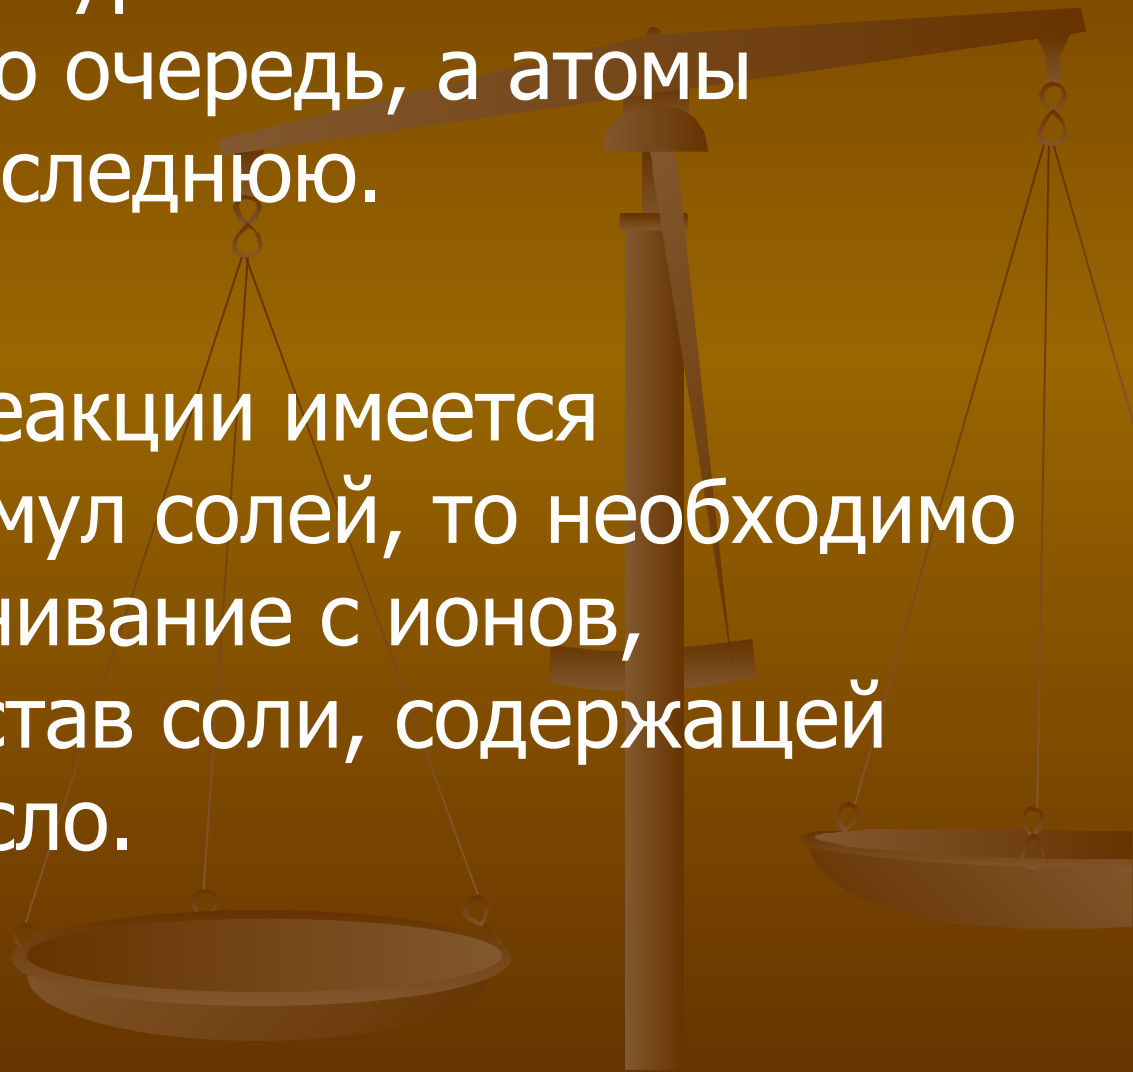 о очередь, а атомы
следнюю.
еакции имеется
мул солей, то необходимо
нивание с ионов,
став соли, содержащей
сло.